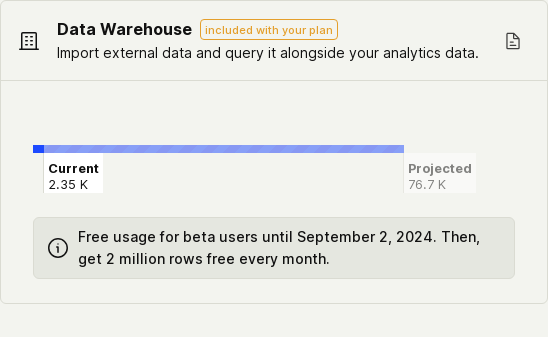 Data Warehouse included with your plan
Import external data and query it alongside your analytics data.
Current
2.35 K
Projected
76.7 K
Free usage for beta users until September 2, 2024. Then,
get 2 million rows free every month.